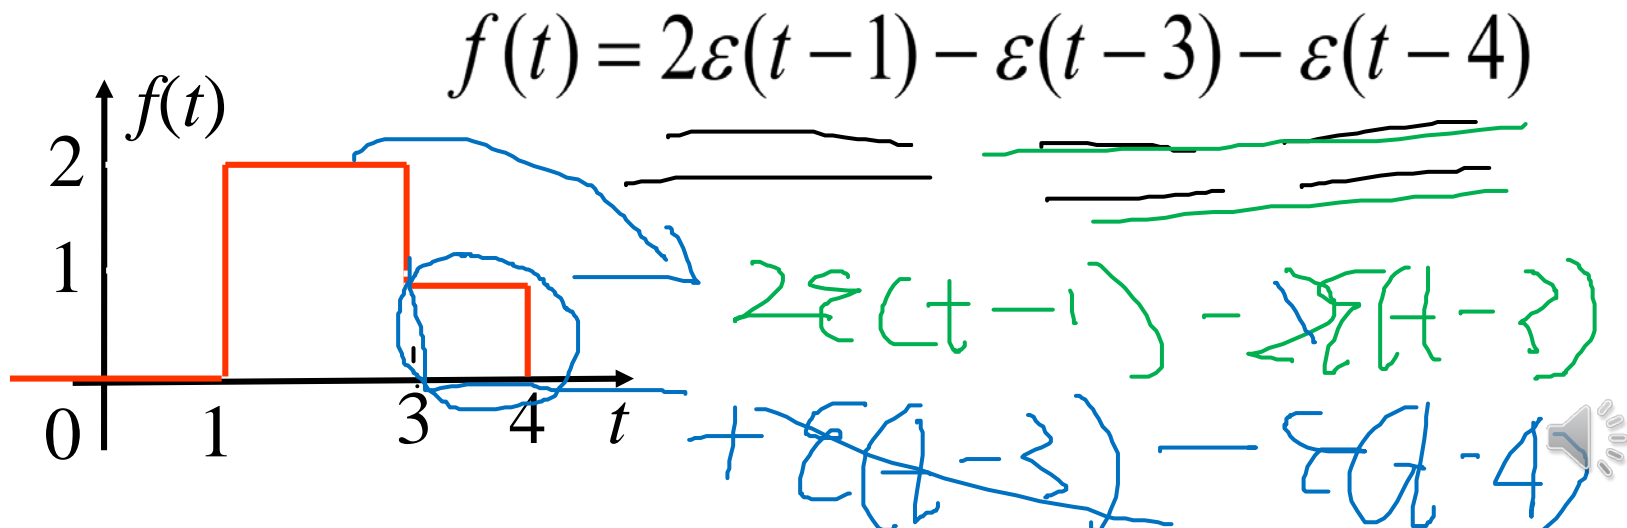 f(t) = 2ε(t − 1) − ε(t − 3) − ε(t − 4)
f(t)
2
1
0 1 3 4 t
2ε(t − 1) − 2ε(t − 3)
+ ε(t − 3) − ε(t − 4)